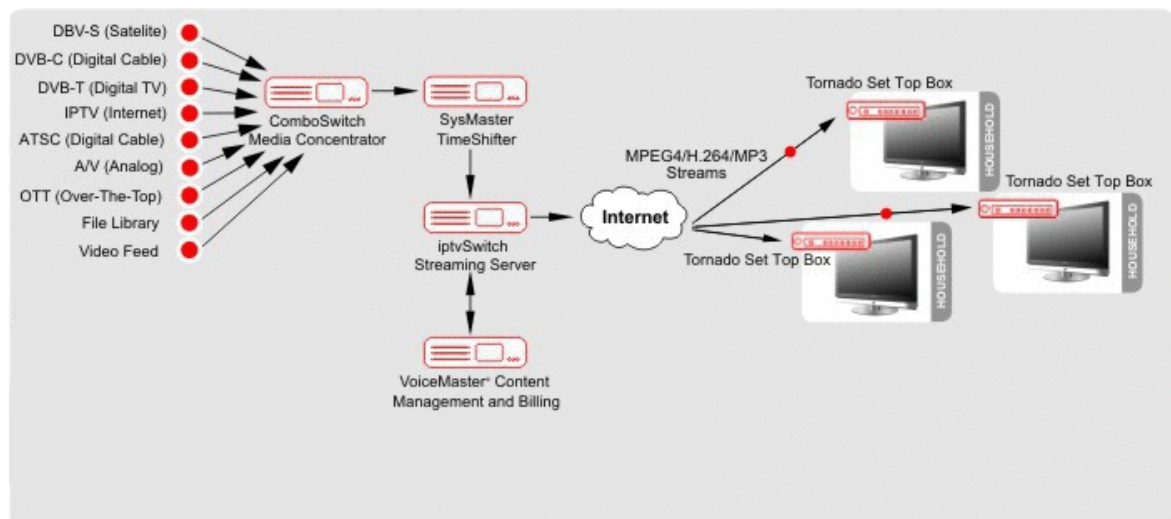 DBV-S (Satelite)
DVB-C (Digital Cable)
DVB-T (Digital TV)
IPTV (Internet)
ATSC (Digital Cable)
A/V (Analog)
OTT (Over-The-Top)
File Library
Video Feed
ComboSwitch
Media Concentrator
SysMaster
TimeShifter
iptvSwitch
Streaming Server
VoiceMaster* Content
Management and Billing
Internet
MPEG4/H.264/MP3
Streams
Tornado Set Top Box
HOUSEHOLD
Tornado Set Top Box
HOUSEHOLD
Tornado Set Top Box
HOUSEHOLD